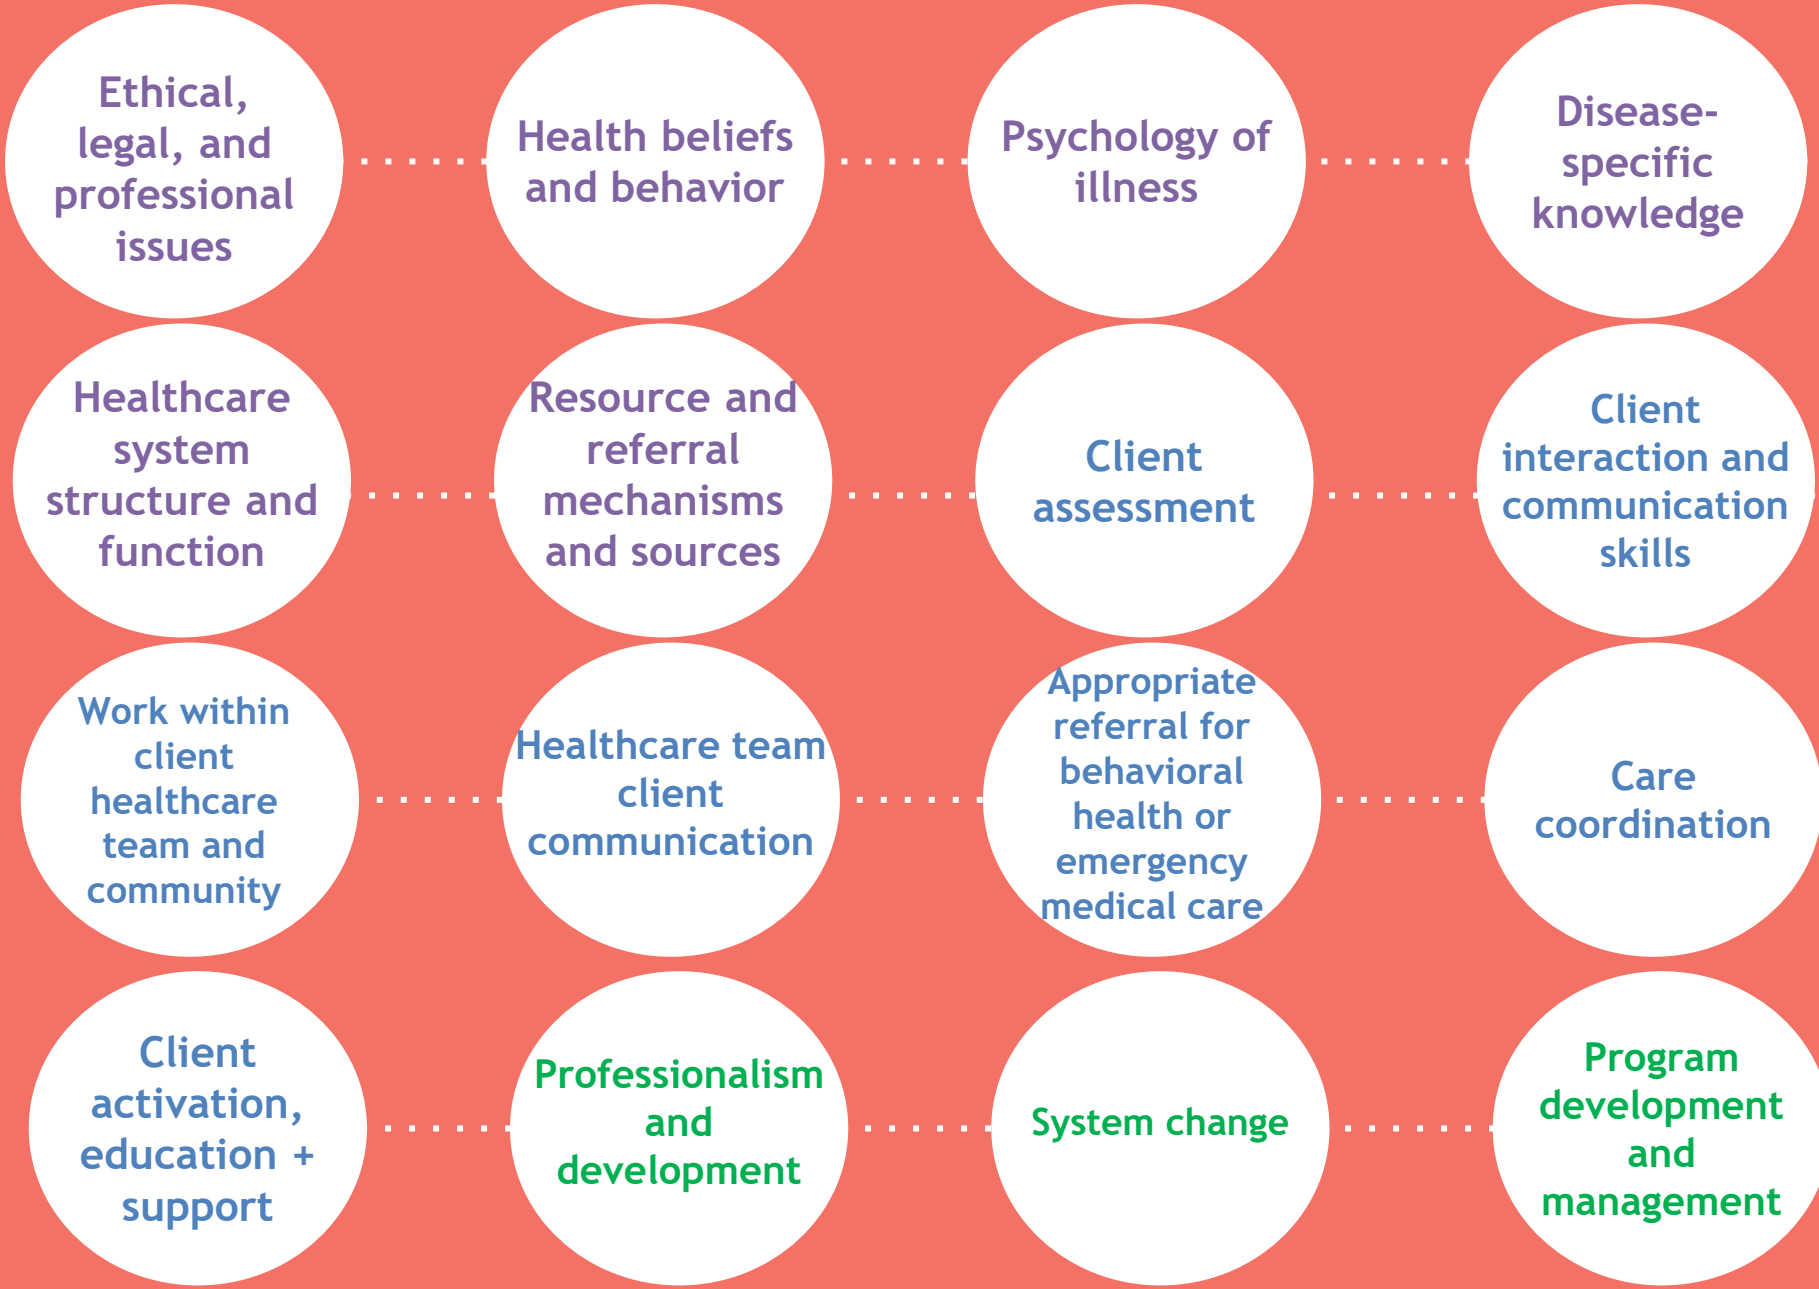 Ethical,
legal, and
professional
issues
Health beliefs
and behavior
Psychology of
illness
Disease-
specific
knowledge
Healthcare
system
structure and
function
Resource and
referral
mechanisms
and sources
Client
assessment
Client
interaction and
communication
skills
Work within
client
healthcare
team and
community
Healthcare team
client
communication
Appropriate
referral for
behavioral
health or
emergency
medical care
Care
coordination
Client
activation,
education +
support
Professionalism
and
development
System change
Program
development
and
management